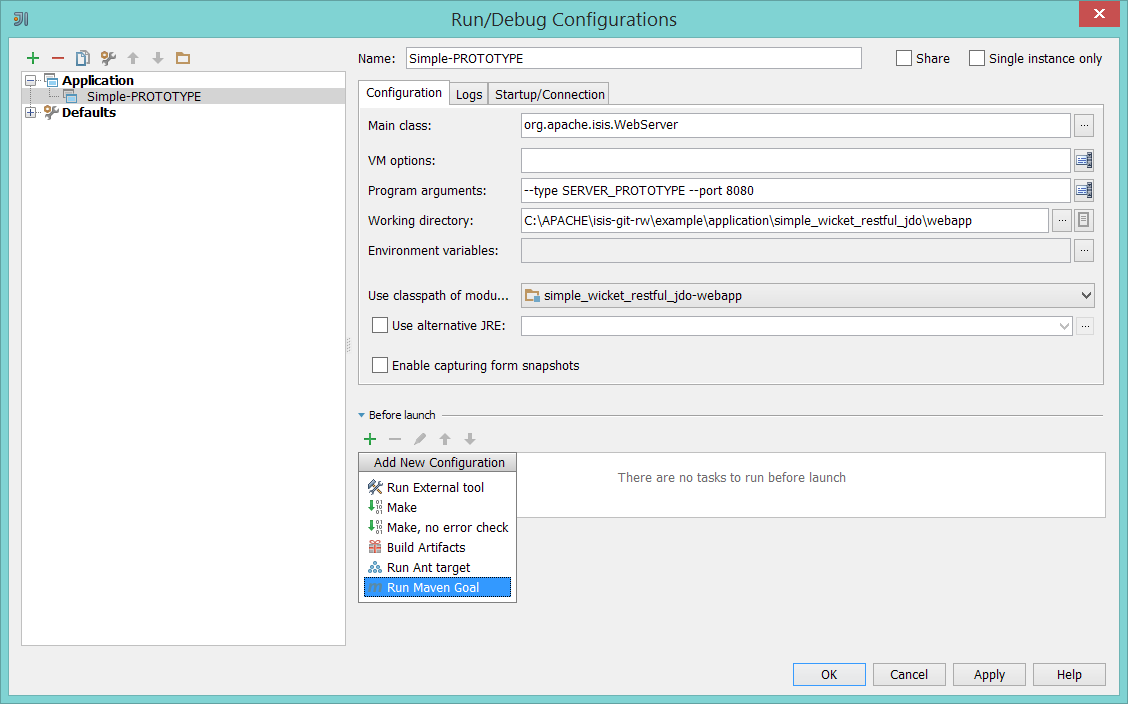 Run/Debug Configurations
Name: Simple-PROTOTYPE Share Single instance only
Application
Simple-PROTOTYPE
Defaults
Configuration Logs Startup/Connection
Main class: org.apache.isis.WebServer ...
VM options:
Program arguments: --type SERVER_PROTOTYPE --port 8080
Working directory: C:\APACHE\isis-git-rw\example\application\simple_wicket_restful_jdo\webapp ...
Environment variables: ...
Use classpath of modu... simple_wicket_restful_jdo-webapp
Use alternative JRE: ...
Enable capturing form snapshots
Before launch
Add New Configuration
Run External tool
Make
Make, no error check
Build Artifacts
Run Ant target
Run Maven Goal
There are no tasks to run before launch
OK Cancel Apply Help